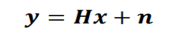 y = Hx + n